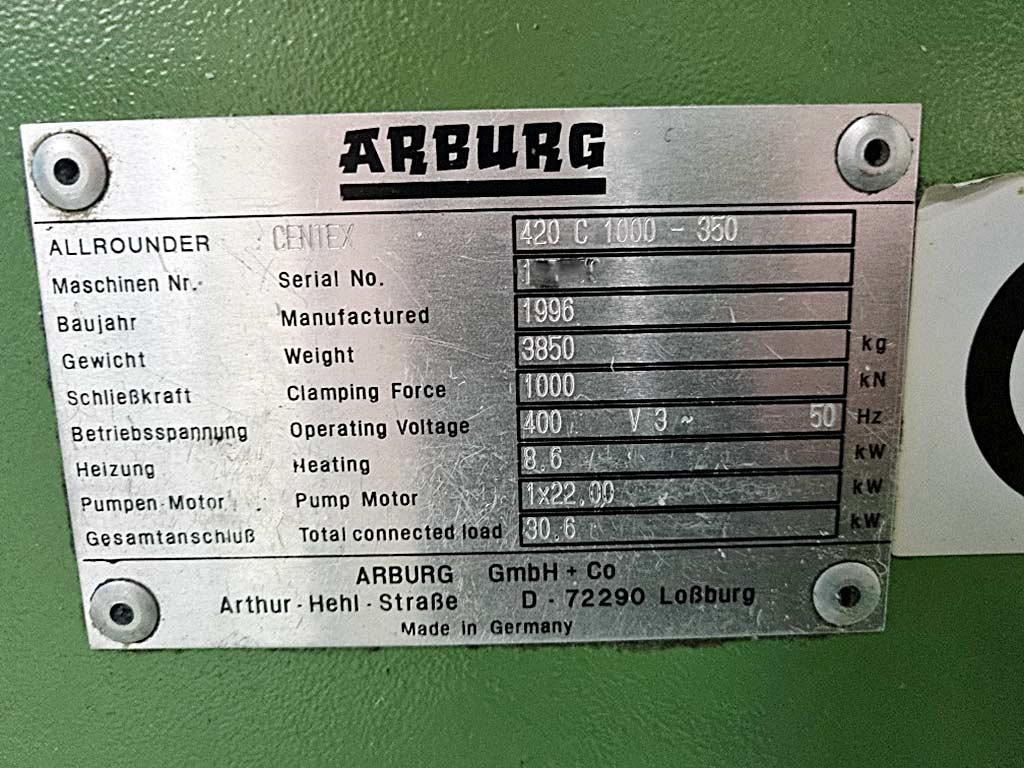 ARBURG
ALLROUNDER CENTEX 420 C 1000 - 350
Maschinen Nr. Serial No. 1
Baujahr Manufactured 1996
Gewicht Weight 3850 kg
Schließkraft Clamping Force 1000 kN
Betriebsspannung Operating Voltage 400 V 3 ~ 50 Hz
Heizung Heating 8.6 kW
Pumpen-Motor Pump Motor 1x22.00 kW
Gesamtanschluß Total connected load 30.6 kW
ARBURG GmbH + Co
Arthur - Hehl - Straße D - 72290 Loßburg
Made in Germany